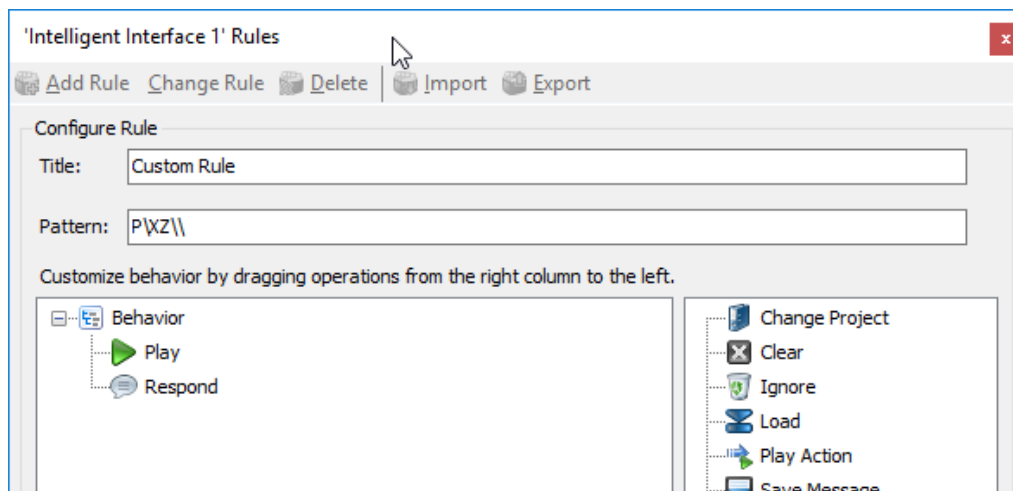 'Intelligent Interface 1' Rules
x
Add Rule Change Rule Delete Import Export
Configure Rule
Title: Custom Rule
Pattern: P\XZ\\
Customize behavior by dragging operations from the right column to the left.
Behavior
Play
Respond
Change Project
Clear
Ignore
Load
Play Action
Save Message